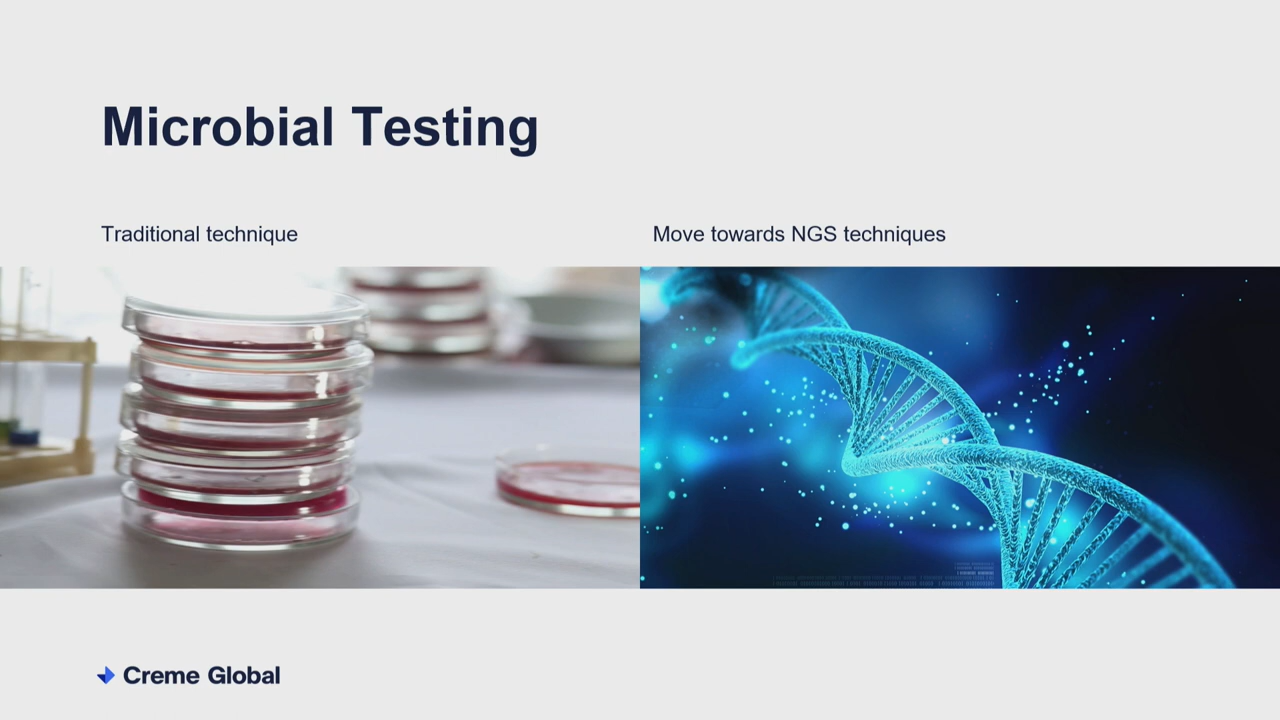 Microbial Testing
Traditional technique
Move towards NGS techniques
Creme Global